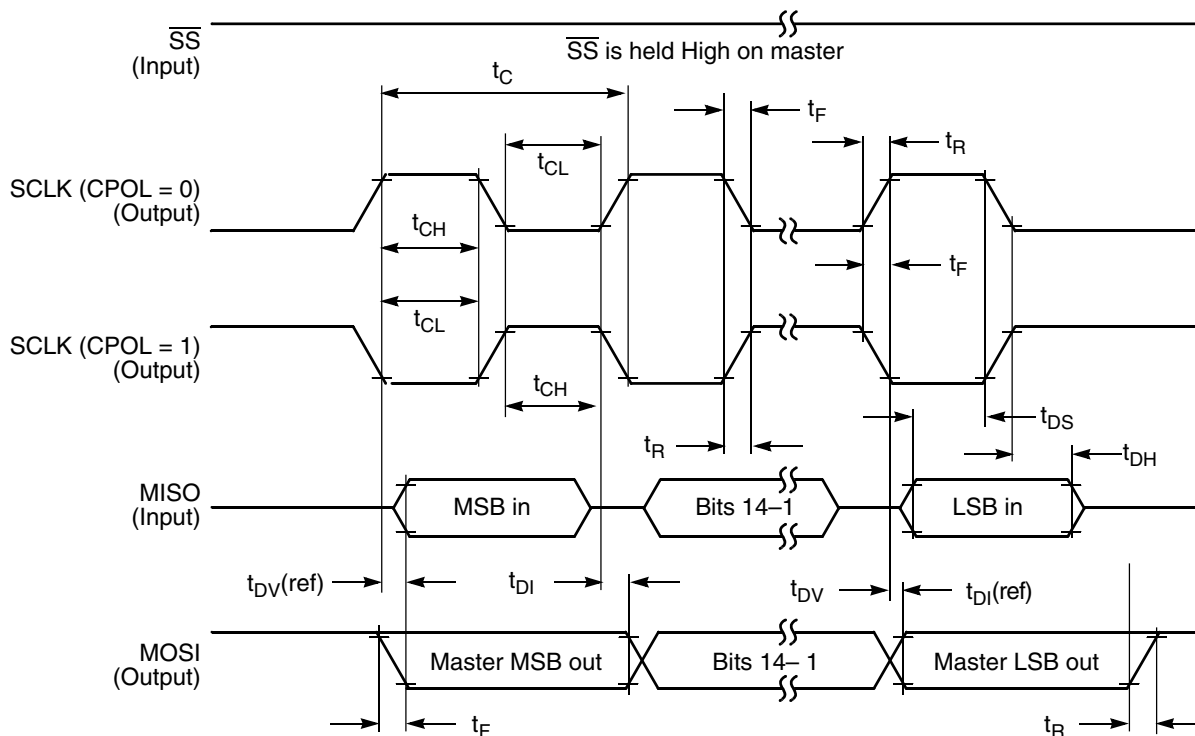 SS
(Input)
SS is held High on master
tC
tF
tR
tCL
SCLK (CPOL = 0)
(Output)
tCH
tF
tCL
SCLK (CPOL = 1)
(Output)
tCH
tDS
tR
tDH
MISO
(Input)
MSB in
Bits 14–1
LSB in
tDV(ref)
tDI
tDV
tDI(ref)
MOSI
(Output)
Master MSB out
Bits 14– 1
Master LSB out
tF
tR